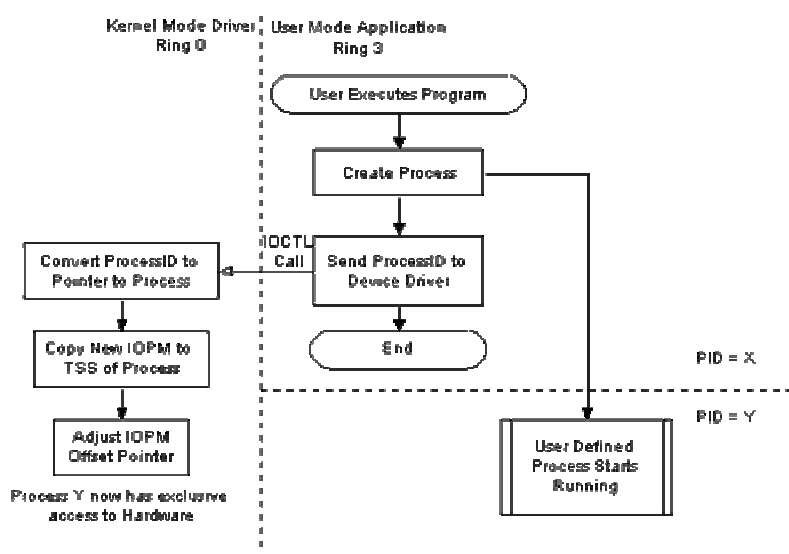 Kernel Mode Driver
Ring 0
User Mode Application
Ring 3
User Executes Program
Create Process
IOCTL
Call
Send ProcessID to
Device Driver
End
Convert ProcessID to
Pointer to Process
Copy New IOPM to
TSS of Process
Adjust IOPM
Offset Pointer
Process Y now has exclusive
access to Hardware
PID = X
PID = Y
User Defined
Process Starts
Running